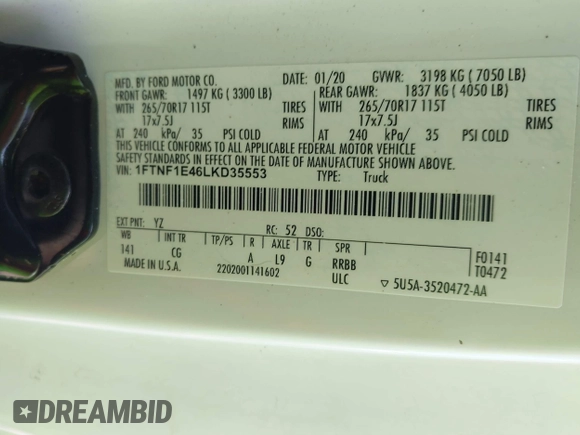 MFD. BY FORD MOTOR CO. DATE: 01/20 GVWR: 3198 KG ( 7050 LB)
FRONT GAWR: 1497 KG ( 3300 LB) REAR GAWR: 1837 KG ( 4050 LB)
WITH 265/70R17 115T TIRES WITH 265/70R17 115T TIRES
17x7.5J RIMS 17x7.5J RIMS
AT 240 kPa/ 35 PSI COLD AT 240 kPa/ 35 PSI COLD
THIS VEHICLE CONFORMS TO ALL APPLICABLE FEDERAL MOTOR VEHICLE
SAFETY STANDARDS IN EFFECT ON THE DATE OF MANUFACTURE SHOWN ABOVE.
VIN: 1FTNF1E46LKD35553 TYPE: Truck
EXT PNT: YZ RC: 52 DSO:
WB INT TR TP/PS R AXLE TR SPR
141 CG A L9 G RRBB
ULC
F0141
T0472
MADE IN U.S.A. 2202001141602 ▽ 5U5A-3520472-AA
DREAMBID